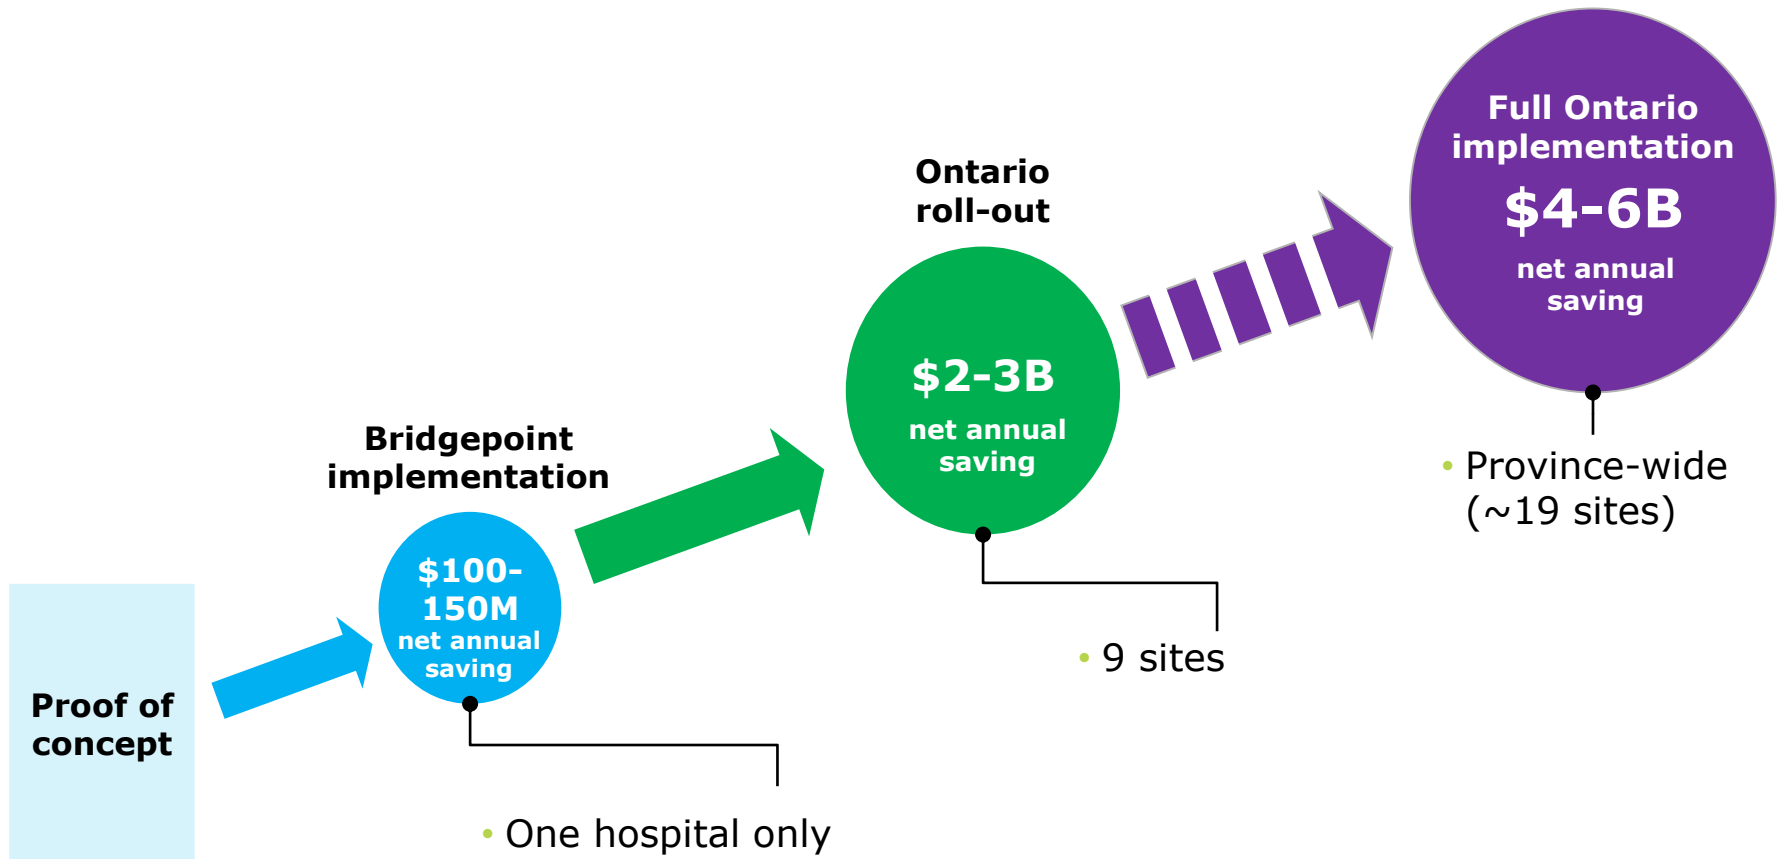 Proof of
concept
Bridgepoint
implementation
$100-
150M
net annual
saving
• One hospital only
Ontario
roll-out
$2-3B
net annual
saving
• 9 sites
Full Ontario
implementation
$4-6B
net annual
saving
• Province-wide
(~19 sites)